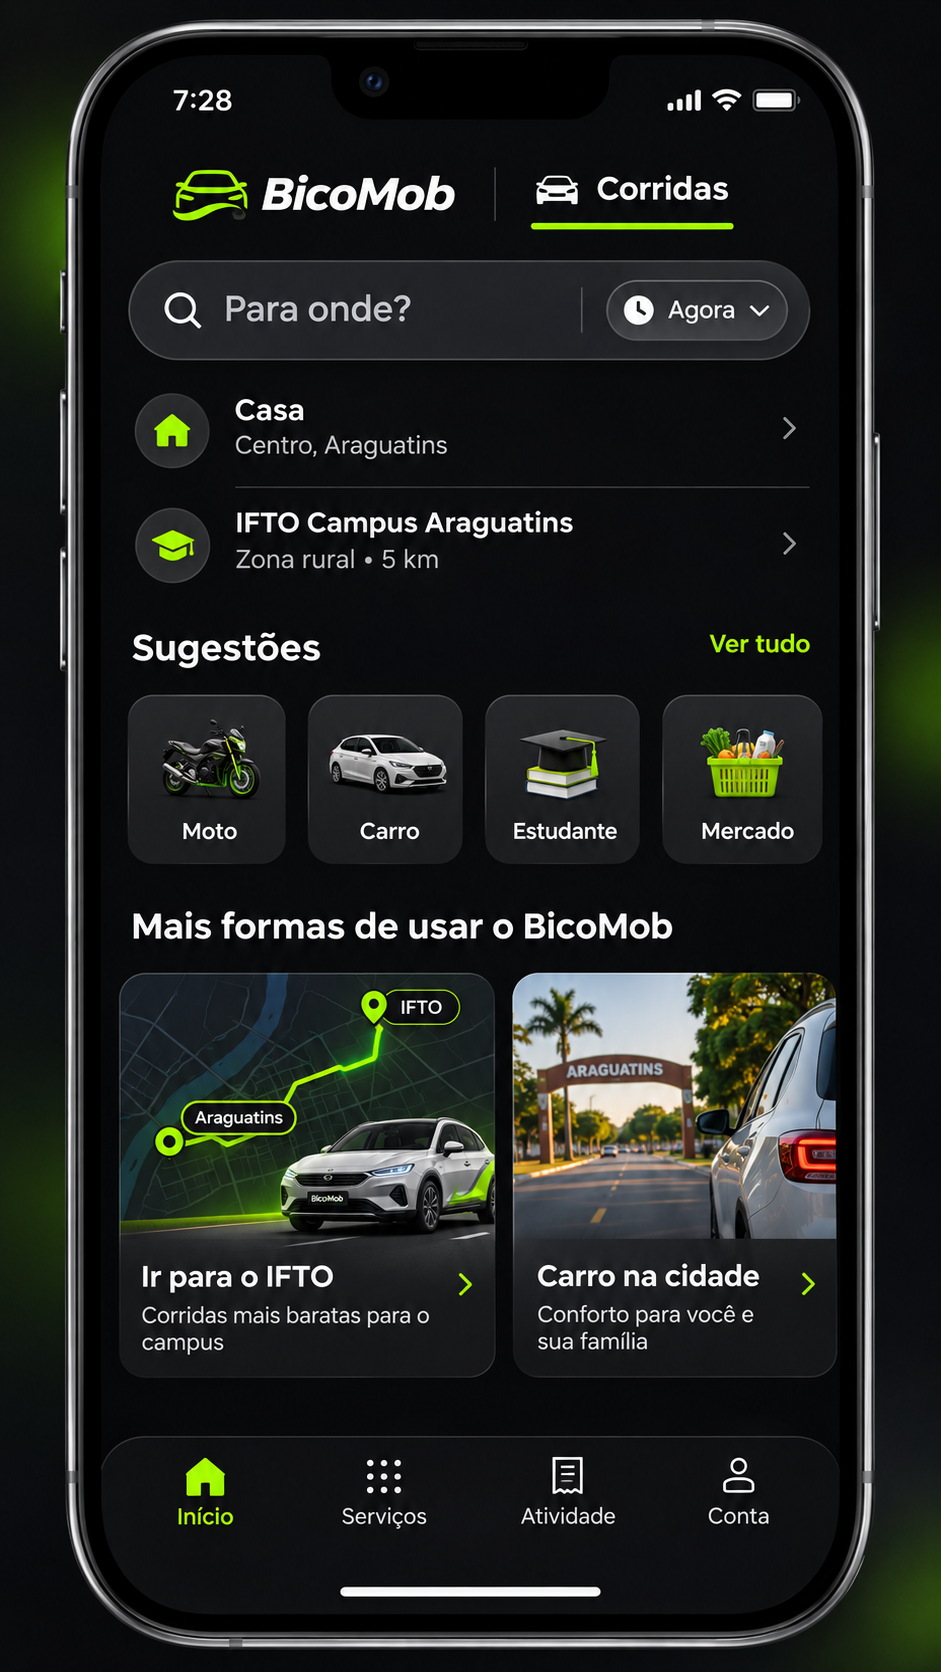 7:28
BicoMob
Corridas
Para onde?
Agora
Casa
Centro, Araguatins
IFTO Campus Araguatins
Zona rural • 5 km
Sugestões
Ver tudo
Moto
Carro
Estudante
Mercado
Mais formas de usar o BicoMob
IFTO
Araguatins
BicoMob
ARAGUATINS
Ir para o IFTO
Corridas mais baratas para o
campus
Carro na cidade
Conforto para você e
sua família
Início
Serviços
Atividade
Conta